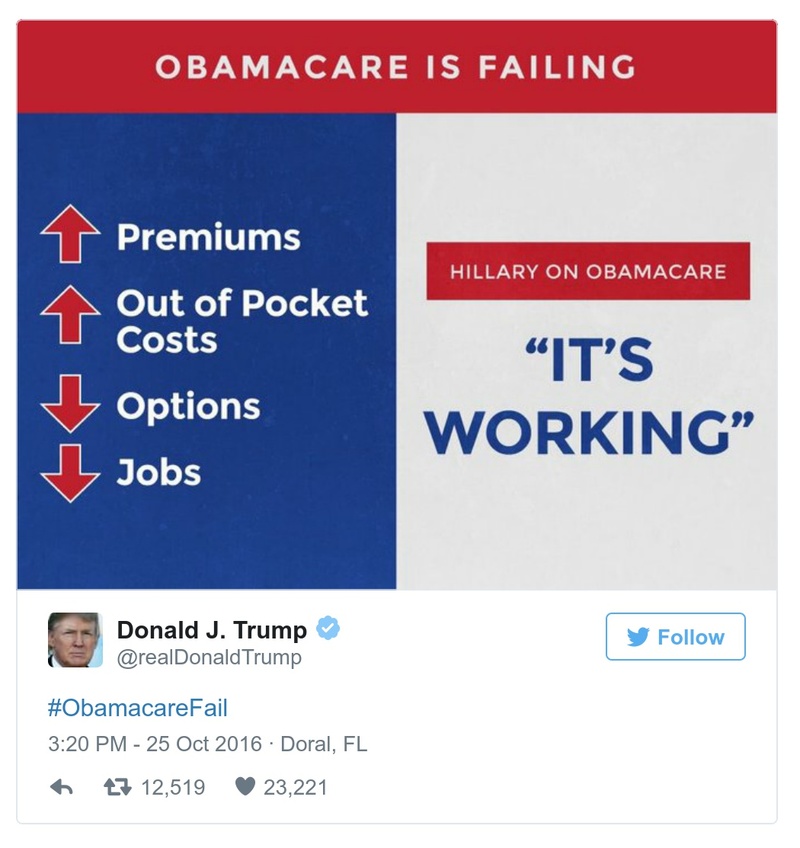 OBAMACARE IS FAILING
Premiums
Out of Pocket
Costs
Options
Jobs
HILLARY ON OBAMACARE
“IT’S
WORKING”
Donald J. Trump
@realDonaldTrump
Follow
#ObamacareFail
3:20 PM - 25 Oct 2016 · Doral, FL
12,519 23,221